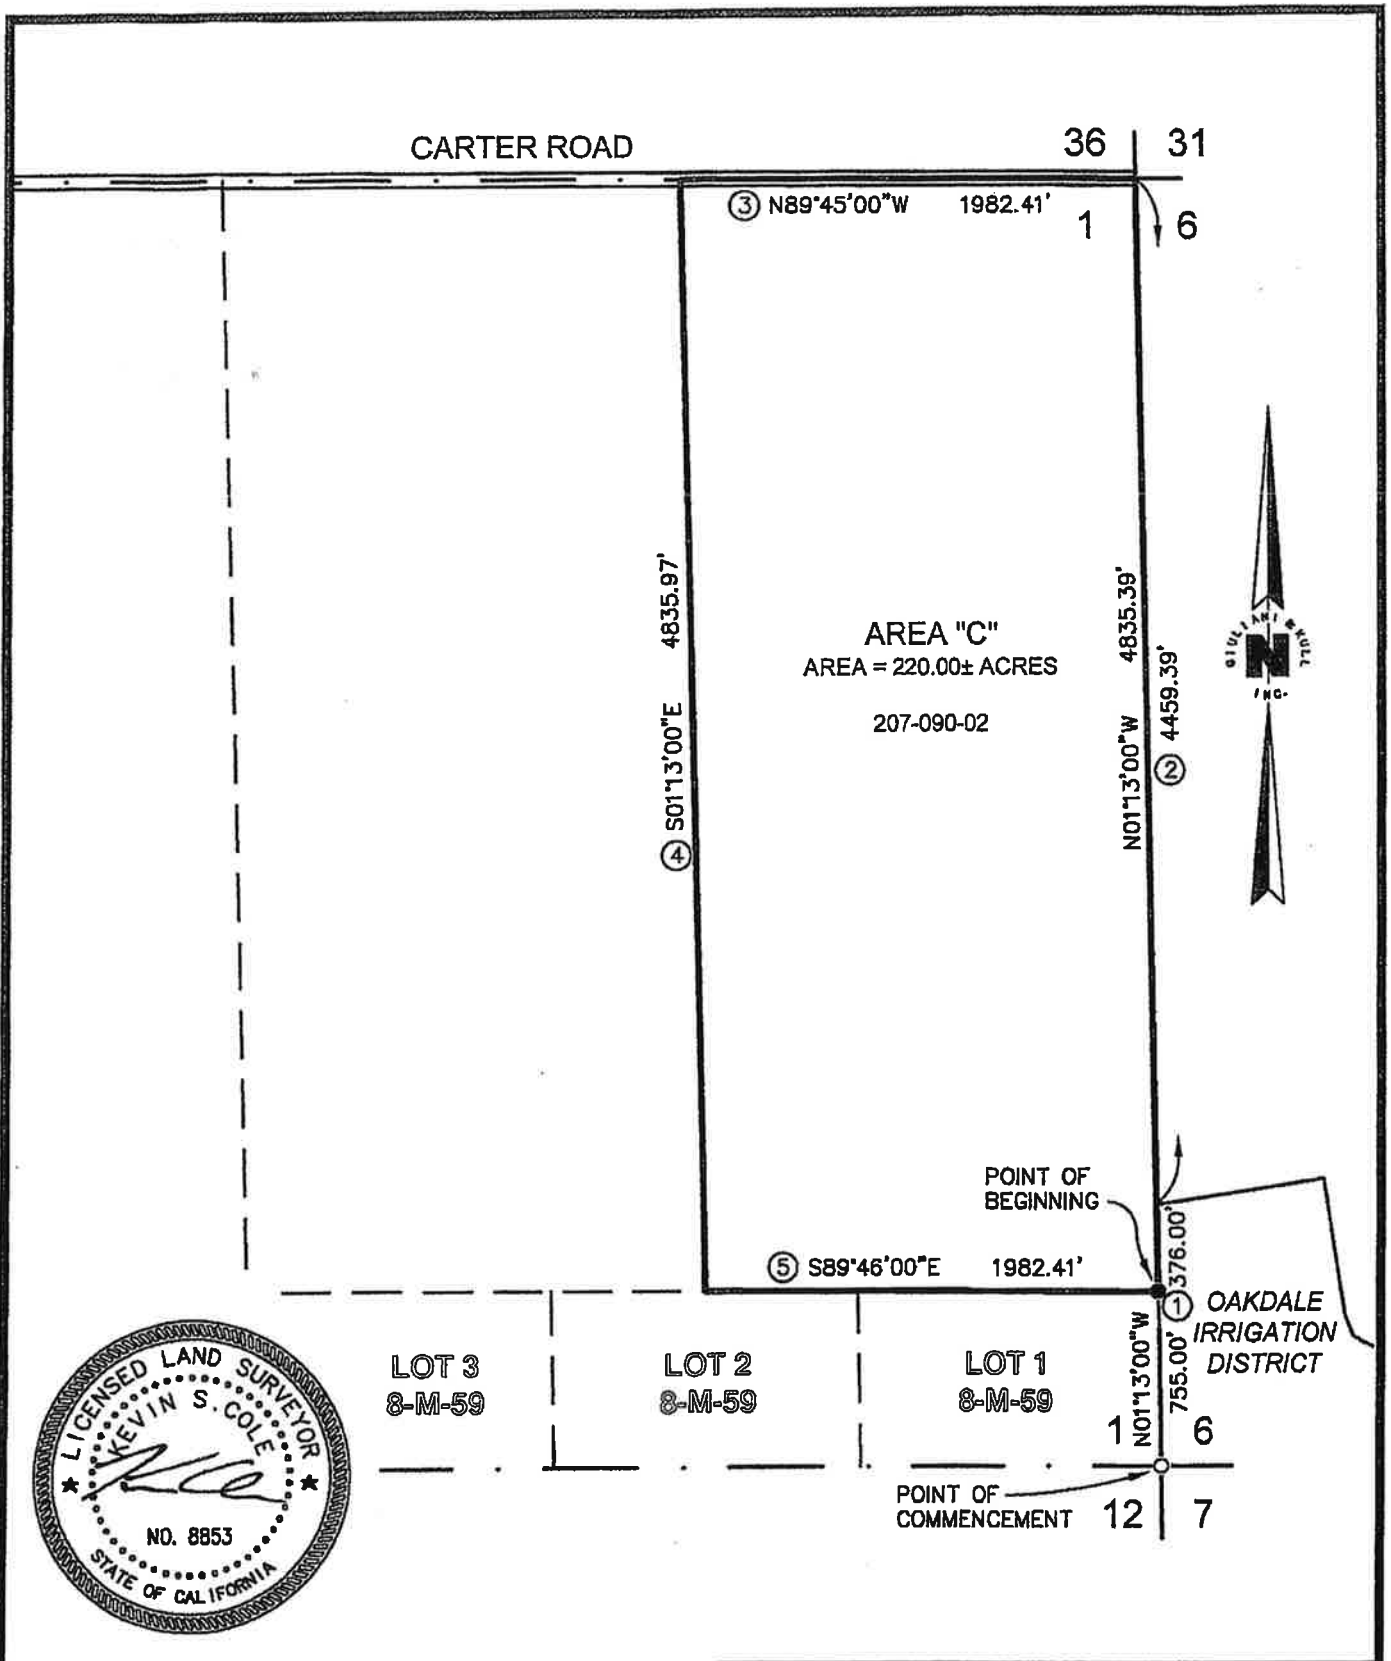 CARTER ROAD
36 31
③ N89°45'00"W 1982.41'
1 6
④ S01°13'00"E 4835.97'
AREA "C"
AREA = 220.00± ACRES
207-090-02
N01°13'00"W 4835.39'
② 4459.39'
GIULIANI & KULL
N
INC.
POINT OF
BEGINNING
376.00'
⑤ S89°46'00"E 1982.41'
① OAKDALE
IRRIGATION
DISTRICT
N01°13'00"W
755.00'
LOT 3
8-M-59
LOT 2
8-M-59
LOT 1
8-M-59
1 6
POINT OF
COMMENCEMENT
12 7
LICENSED LAND SURVEYOR
KEVIN S. COLE
NO. 8853
STATE OF CALIFORNIA